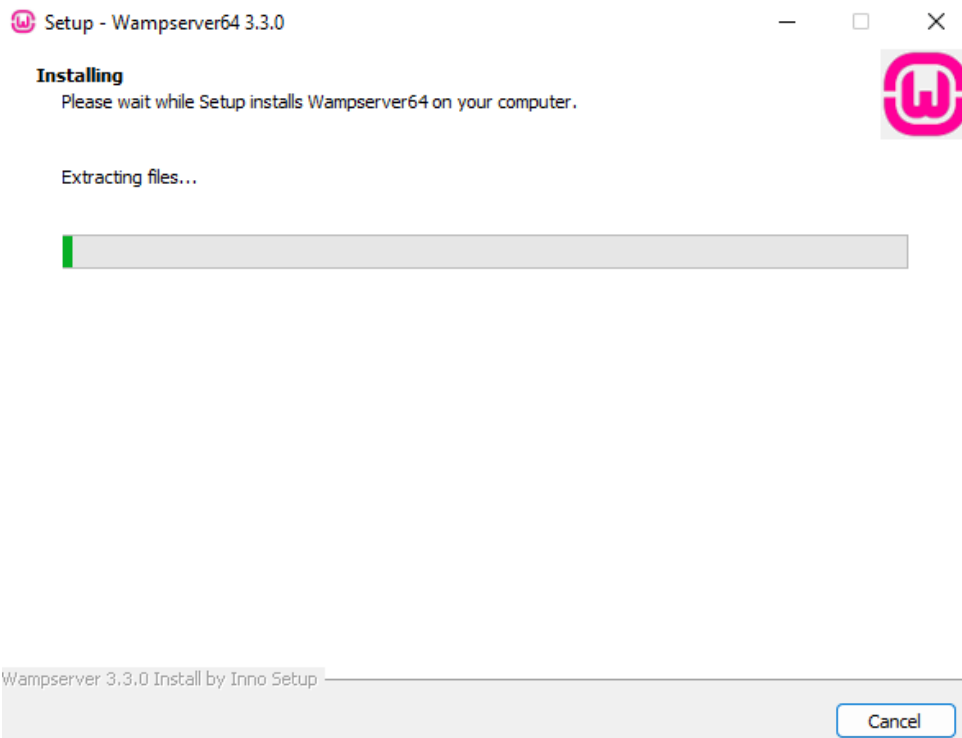 Setup - Wampserver64 3.3.0
Installing
Please wait while Setup installs Wampserver64 on your computer.
Extracting files...
Wampserver 3.3.0 Install by Inno Setup
Cancel